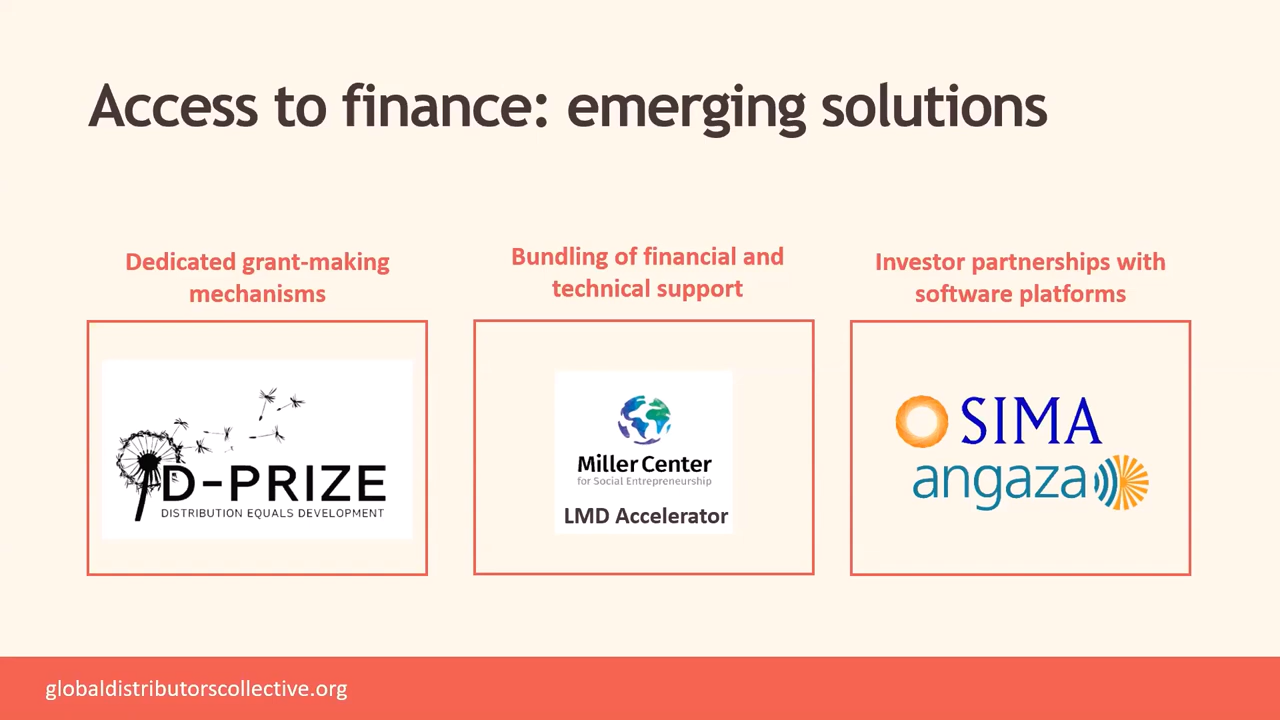 Access to finance: emerging solutions
Dedicated grant-making
mechanisms
D-PRIZE
DISTRIBUTION EQUALS DEVELOPMENT
Bundling of financial and
technical support
Miller Center
for Social Entrepreneurship
LMD Accelerator
Investor partnerships with
software platforms
SIMA
angaza
globaldistributorscollective.org